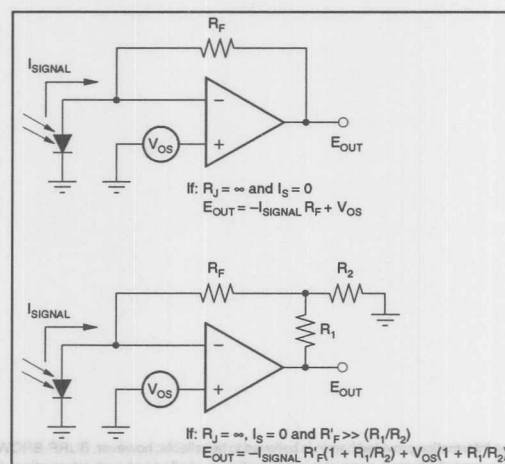 R_F
I_SIGNAL
−
+
V_OS
E_OUT
If: R_J = ∞ and I_S = 0
E_OUT = −I_SIGNAL R_F + V_OS
R_F
R_2
I_SIGNAL
R_1
−
+
V_OS
E_OUT
If: R_J = ∞, I_S = 0 and R'_F >> (R_1/R_2)
E_OUT = −I_SIGNAL R'_F(1 + R_1/R_2) + V_OS(1 + R_1/R_2)